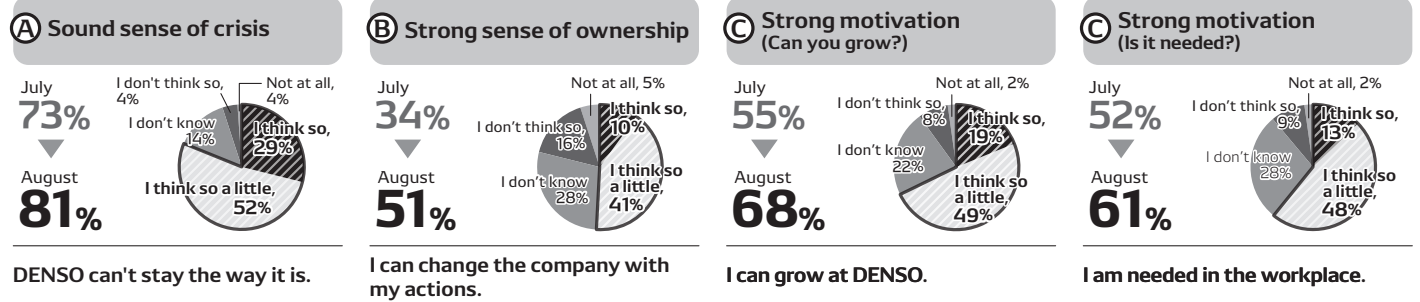 A Sound sense of crisis
July
73%
August
81%
I don't think so,
4%
Not at all,
4%
I don't know
14%
I think so,
29%
I think so a little,
52%
DENSO can't stay the way it is.
B Strong sense of ownership
July
34%
August
51%
Not at all, 5%
I think so,
10%
I don't think so,
16%
I don't know
28%
I think so
a little,
41%
I can change the company with
my actions.
C Strong motivation
(Can you grow?)
July
55%
August
68%
Not at all, 2%
I don't think so,
8%
I think so,
19%
I don't know
22%
I think so
a little,
49%
I can grow at DENSO.
C Strong motivation
(Is it needed?)
July
52%
August
61%
Not at all, 2%
I don't think so,
9%
I think so,
13%
I don't know
28%
I think so
a little,
48%
I am needed in the workplace.